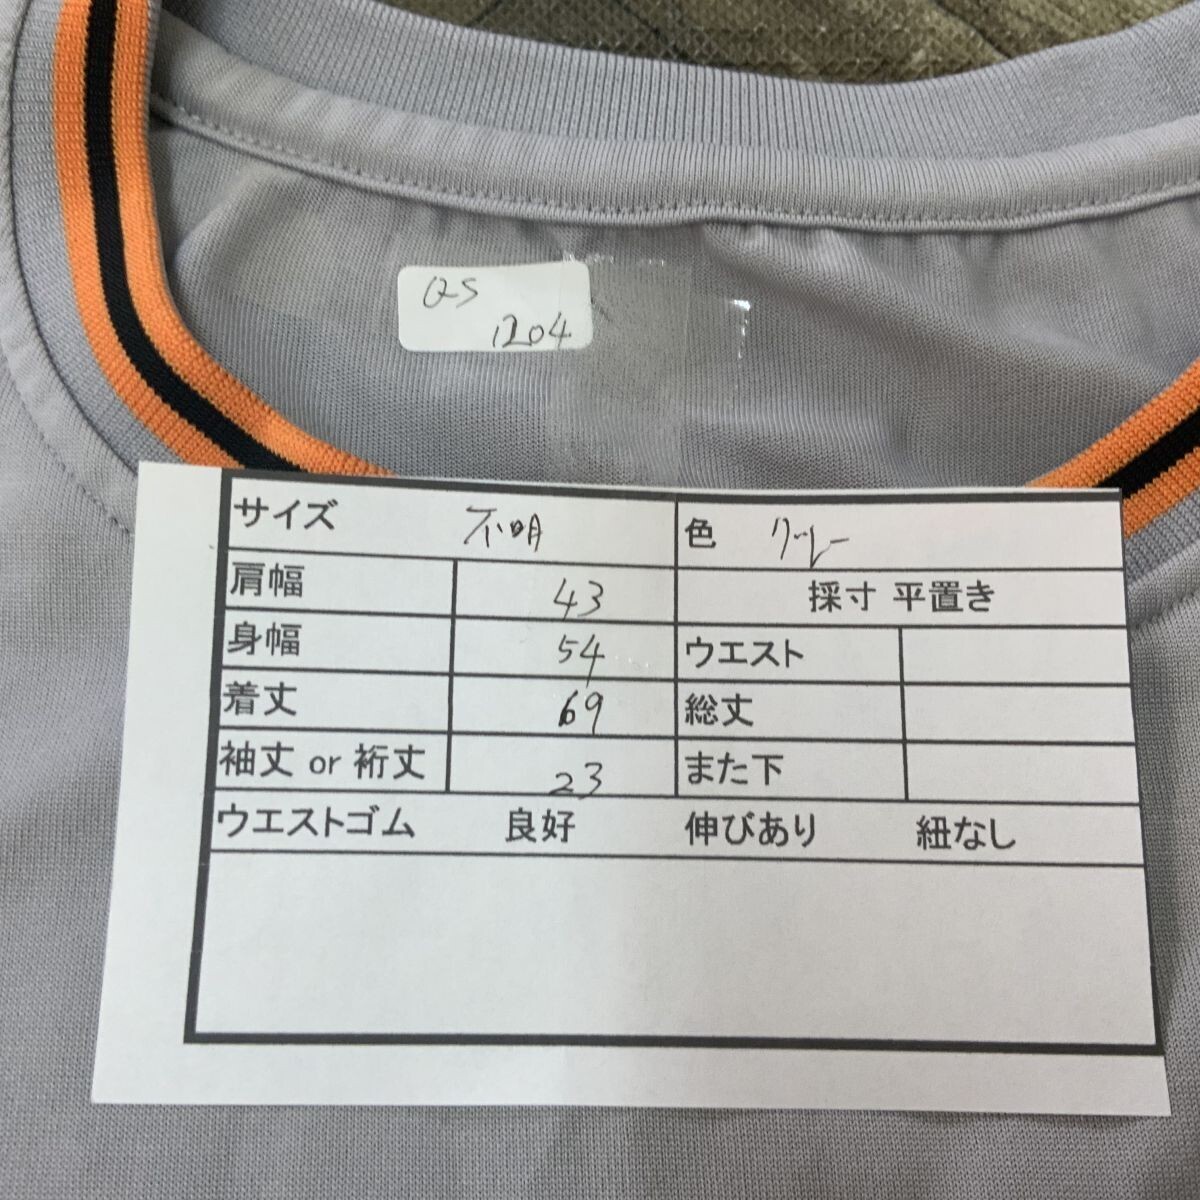 QS
1204
サイズ 不明 色 グレー
肩幅 43 採寸 平置き
身幅 54 ウエスト
着丈 69 総丈
袖丈 or 裄丈 23 また下
ウエストゴム 良好 伸びあり 紐なし